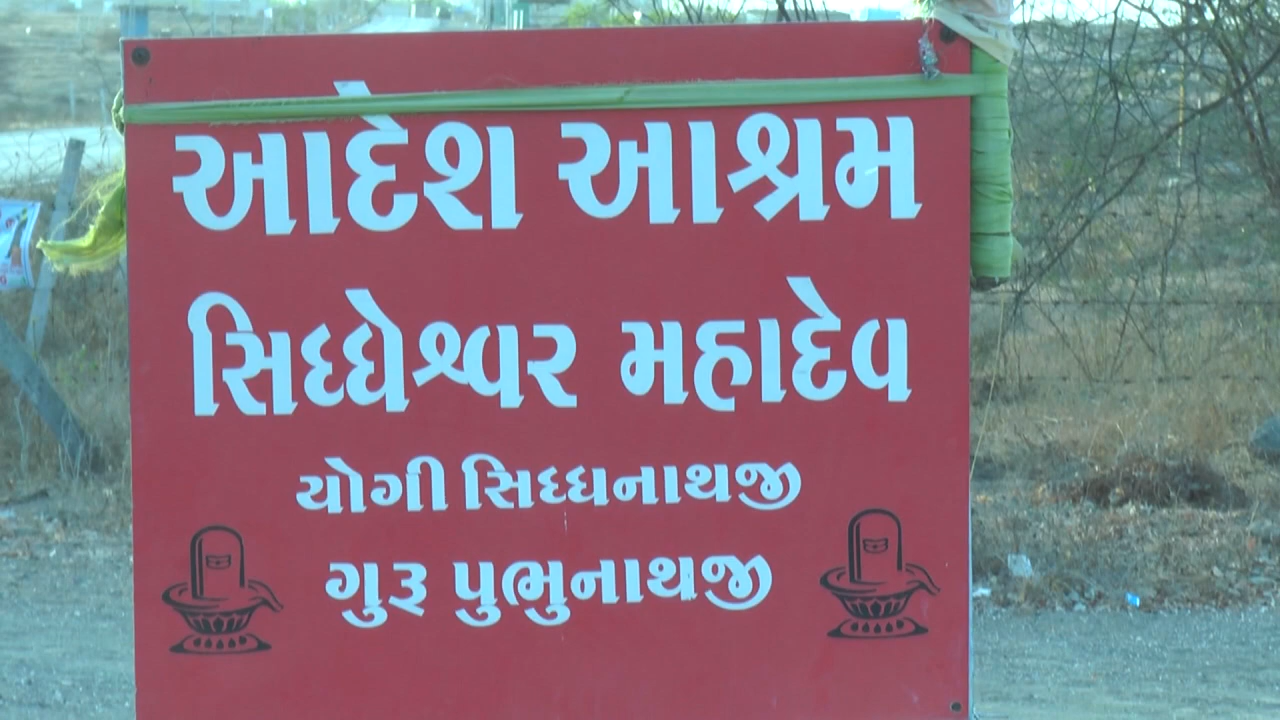 આદેશ આશ્રમ
સિધ્ધેશ્વર મહાદેવ
યોગી સિધ્ધનાથજી
ગુરૂ પુભુનાથજી